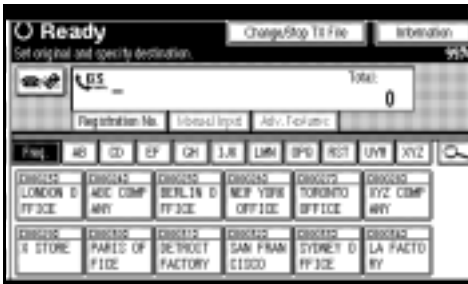 Ready
Change/Stop TX File
Information
Set original and specify destination.
99%
G3
Total:
0
Registration No.
Manual Input
Adv. Features
Freq.
AB
CD
EF
GH
IJK
LMN
OPQ
RST
UVW
XYZ
LONDON O
FFICE
ABC COMP
ANY
BERLIN O
FFICE
NEW YORK
OFFICE
TORONTO
OFFICE
XYZ COMP
ANY
X STORE
PARIS OF
FICE
DETROIT
FACTORY
SAN FRAN
CISCO
SYDNEY O
FFICE
LA FACTO
RY